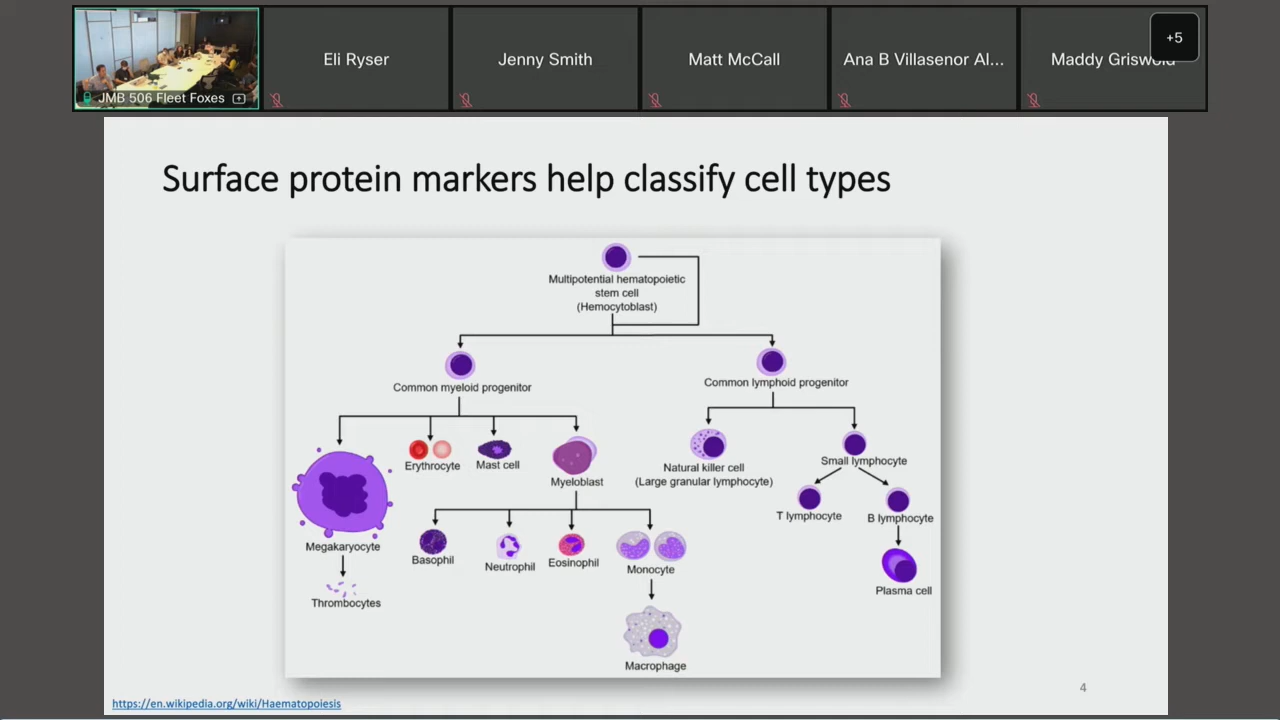 JMB 506 Fleet Foxes
Eli Ryser
Jenny Smith
Matt McCall
Ana B Villasenor Al...
Maddy Griswold
+5
Surface protein markers help classify cell types
Multipotential hematopoietic
stem cell
(Hemocytoblast)
Common myeloid progenitor
Common lymphoid progenitor
Erythrocyte
Mast cell
Myeloblast
Natural killer cell
(Large granular lymphocyte)
Small lymphocyte
T lymphocyte
B lymphocyte
Megakaryocyte
Basophil
Neutrophil
Eosinophil
Monocyte
Plasma cell
Thrombocytes
Macrophage
https://en.wikipedia.org/wiki/Haematopoiesis
4